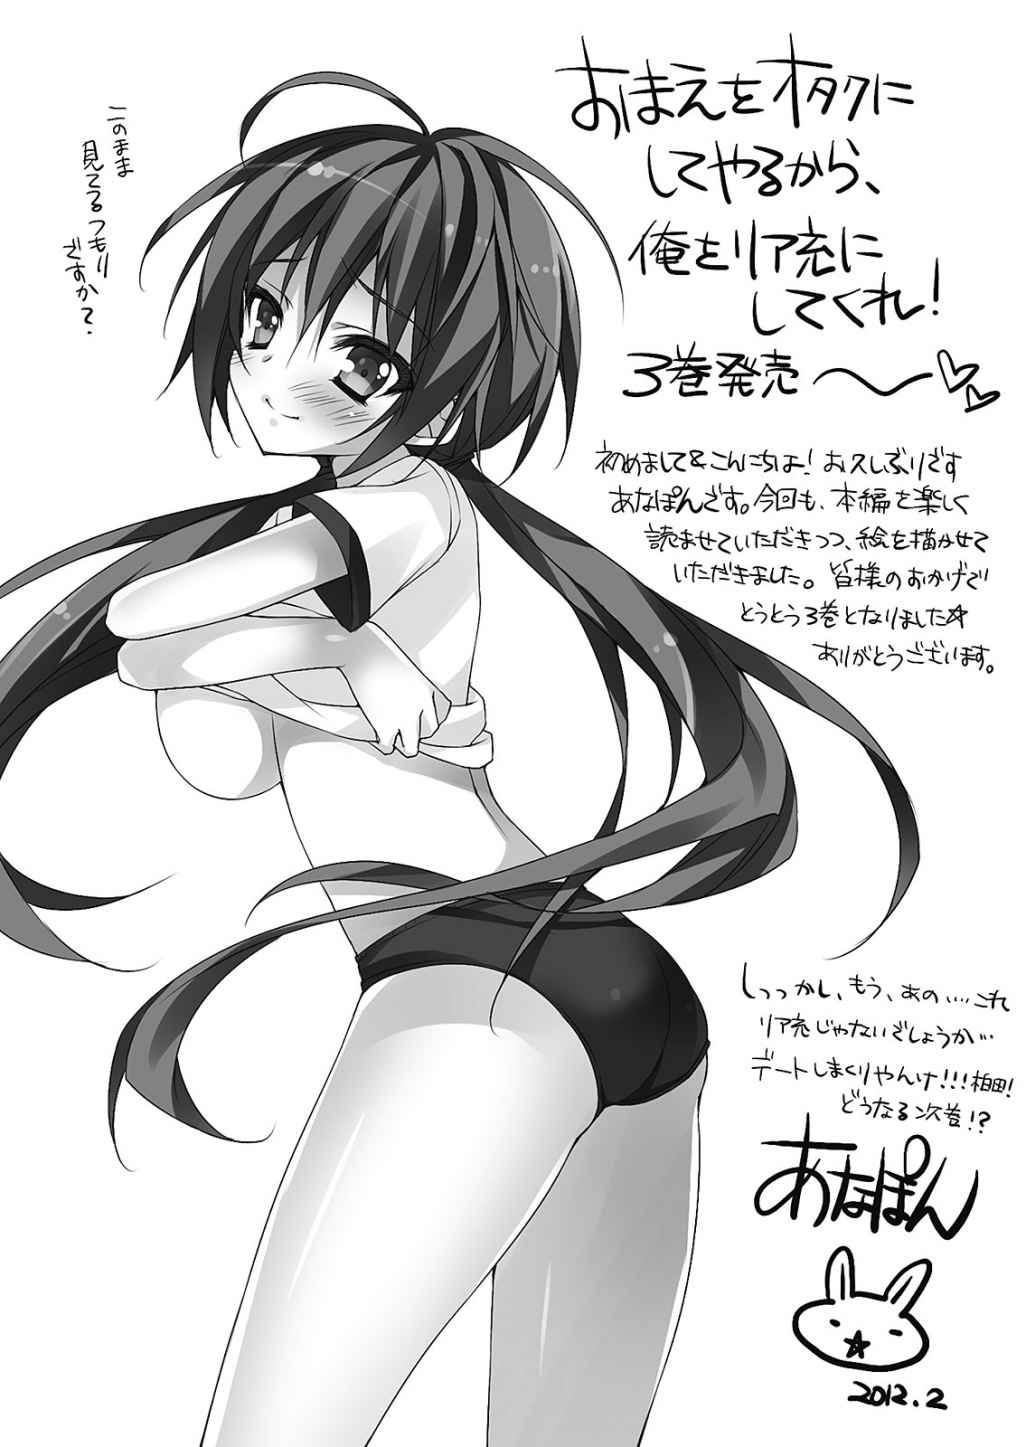 おまえをオタクに
してやるから、
俺をリア充に
してくれ!
3巻発売〜♡♡
このまま
見てるつもり
ですか?
初めまして&こんにちは!お久しぶりです
あなぽんです。今回も、本編を楽しく
読ませていただきつつ、絵を描かせて
いただきました。皆様のおかげで
とうとう3巻となりました☆
ありがとうございます。
しっっかし、もう、あの‥‥これ
リア充じゃないでしょうか…
デートしまくりやんけ!!!柏田!
どうなる次巻!?
あなぽん
2012.2